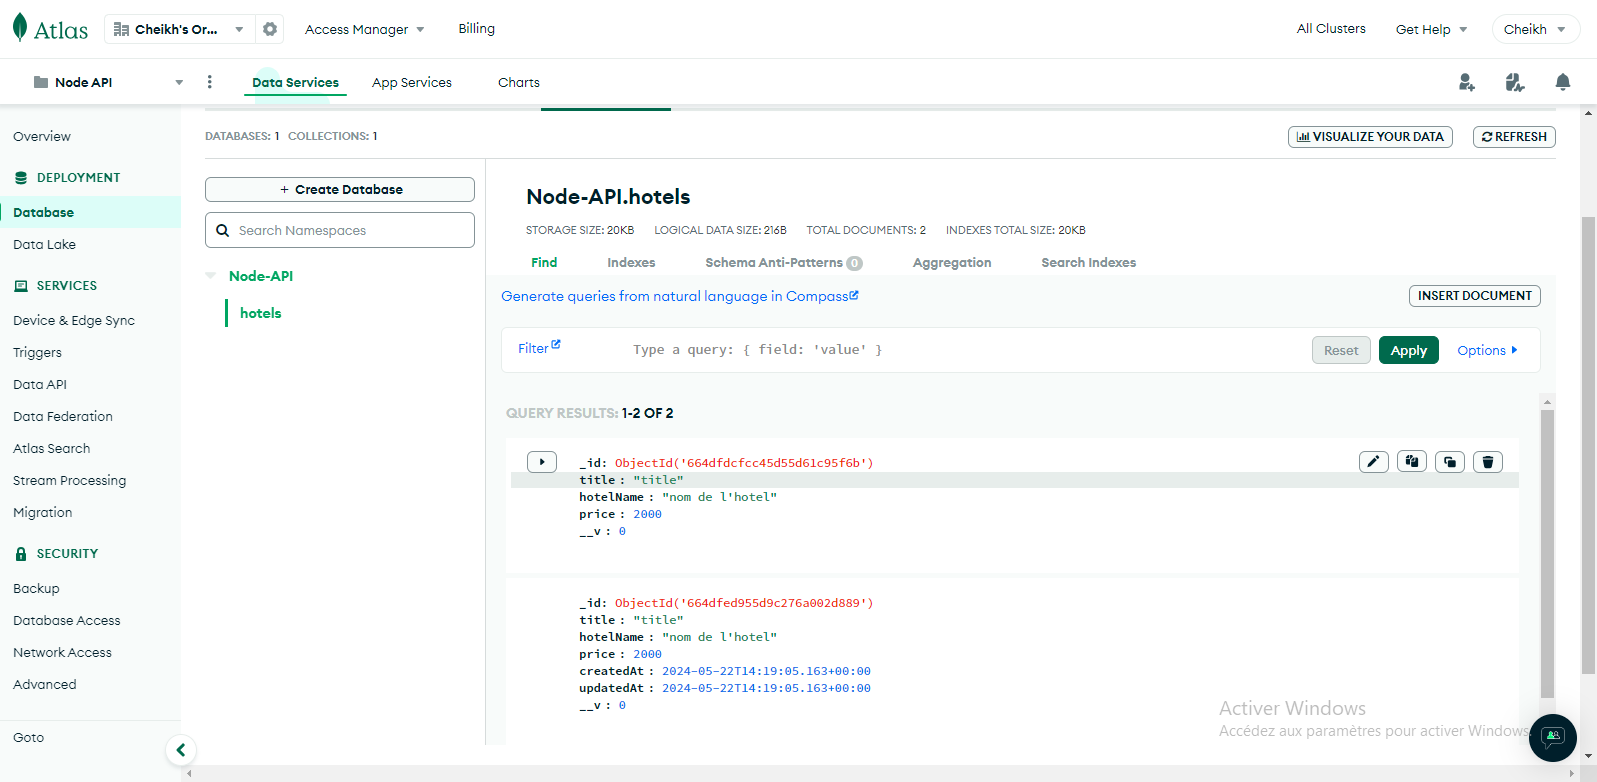 Atlas
Cheikh's Or...
Access Manager
Billing
All Clusters
Get Help
Cheikh
Node API
Data Services
App Services
Charts
Overview
DEPLOYMENT
Database
Data Lake
SERVICES
Device & Edge Sync
Triggers
Data API
Data Federation
Atlas Search
Stream Processing
Migration
SECURITY
Backup
Database Access
Network Access
Advanced
Goto
DATABASES: 1 COLLECTIONS: 1
VISUALIZE YOUR DATA
REFRESH
+ Create Database
Search Namespaces
Node-API
hotels
Node-API.hotels
STORAGE SIZE: 20KB LOGICAL DATA SIZE: 216B TOTAL DOCUMENTS: 2 INDEXES TOTAL SIZE: 20KB
Find Indexes Schema Anti-Patterns 0 Aggregation Search Indexes
Generate queries from natural language in Compass
INSERT DOCUMENT
Filter
Type a query: { field: 'value' }
Reset
Apply
Options
QUERY RESULTS: 1-2 OF 2
_id: ObjectId('664dfdcfcc45d55d61c95f6b')
title : "title"
hotelName : "nom de l'hotel"
price : 2000
__v : 0
_id: ObjectId('664dfed955d9c276a002d889')
title : "title"
hotelName : "nom de l'hotel"
price : 2000
createdAt : 2024-05-22T14:19:05.163+00:00
updatedAt : 2024-05-22T14:19:05.163+00:00
__v : 0
Activer Windows
Accédez aux paramètres pour activer Windows.